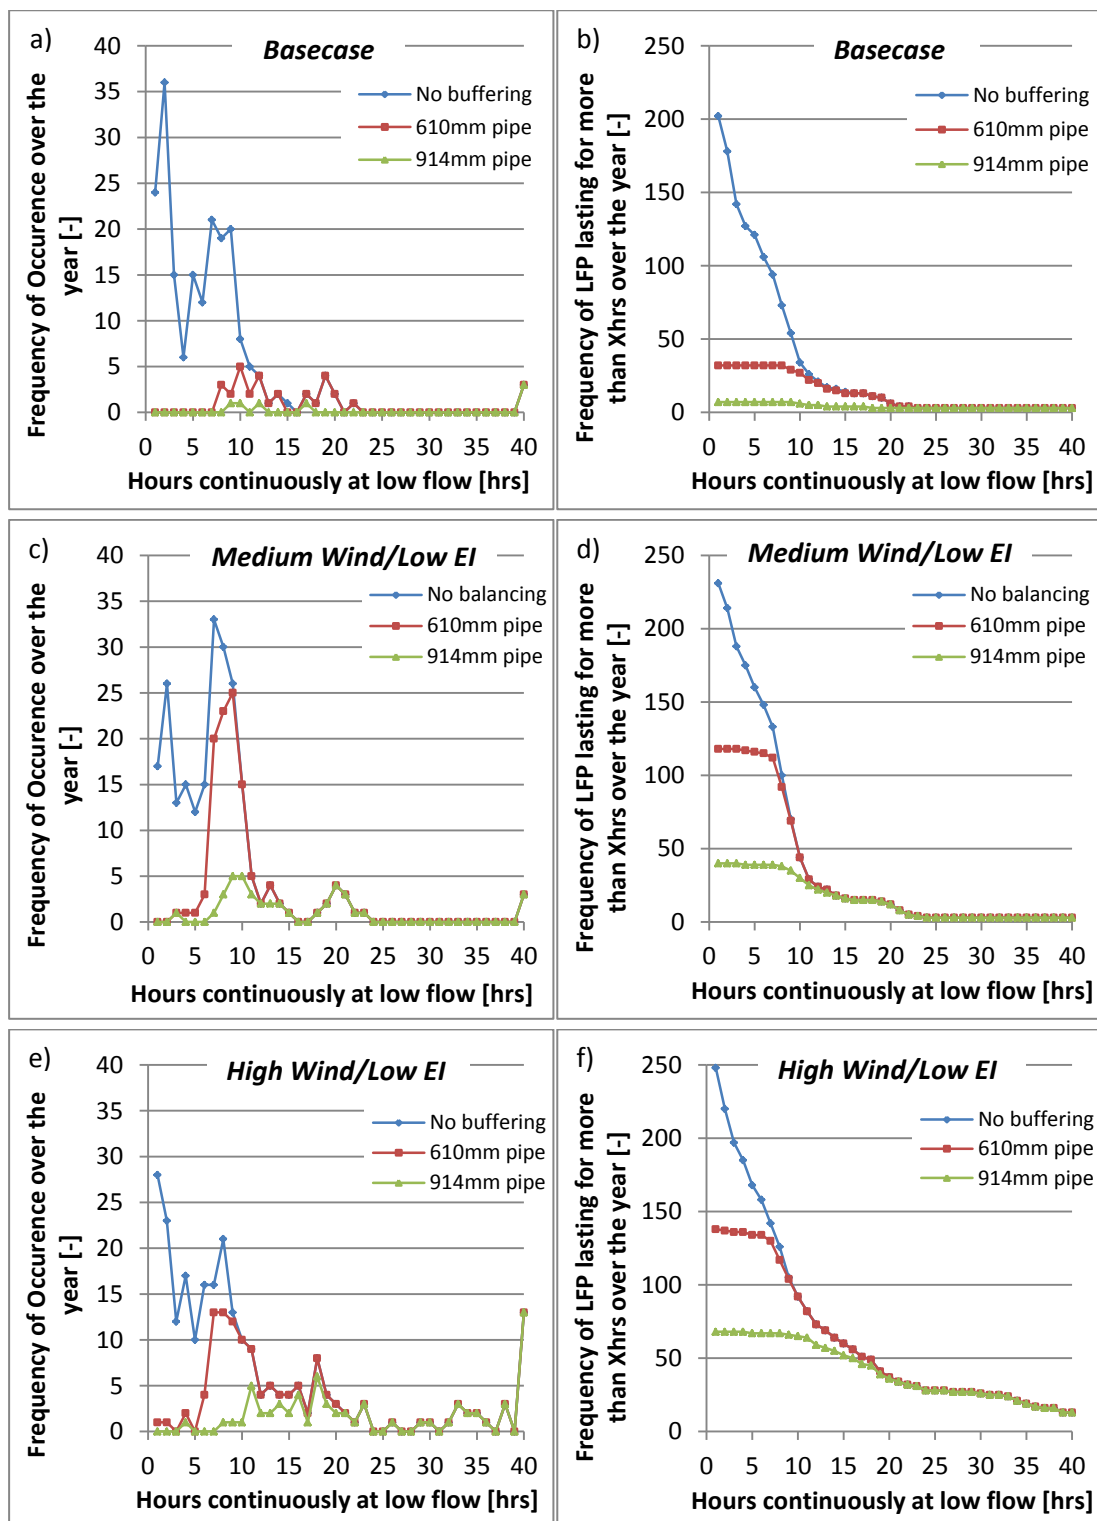 a)
Basecase
Frequency of Occurence over the
year [-]
40
35
30
25
20
15
10
5
0
No buffering
610mm pipe
914mm pipe
0 5 10 15 20 25 30 35 40
Hours continuously at low flow [hrs]
b)
Basecase
Frequency of LFP lasting for more
than Xhrs over the year [-]
250
200
150
100
50
0
No buffering
610mm pipe
914mm pipe
0 5 10 15 20 25 30 35 40
Hours continuously at low flow [hrs]
c)
Medium Wind/Low EI
Frequency of Occurence over the
year [-]
40
35
30
25
20
15
10
5
0
No balancing
610mm pipe
914mm pipe
0 5 10 15 20 25 30 35 40
Hours continuously at low flow [hrs]
d)
Medium Wind/Low EI
Frequency of LFP lasting for more
than Xhrs over the year [-]
250
200
150
100
50
0
No balancing
610mm pipe
914mm pipe
0 5 10 15 20 25 30 35 40
Hours continuously at low flow [hrs]
e)
High Wind/Low EI
Frequency of Occurence over the
year [-]
40
35
30
25
20
15
10
5
0
No buffering
610mm pipe
914mm pipe
0 5 10 15 20 25 30 35 40
Hours continuously at low flow [hrs]
f)
High Wind/Low EI
Frequency of LFP lasting for more
than Xhrs over the year [-]
250
200
150
100
50
0
No buffering
610mm pipe
914mm pipe
0 5 10 15 20 25 30 35 40
Hours continuously at low flow [hrs]